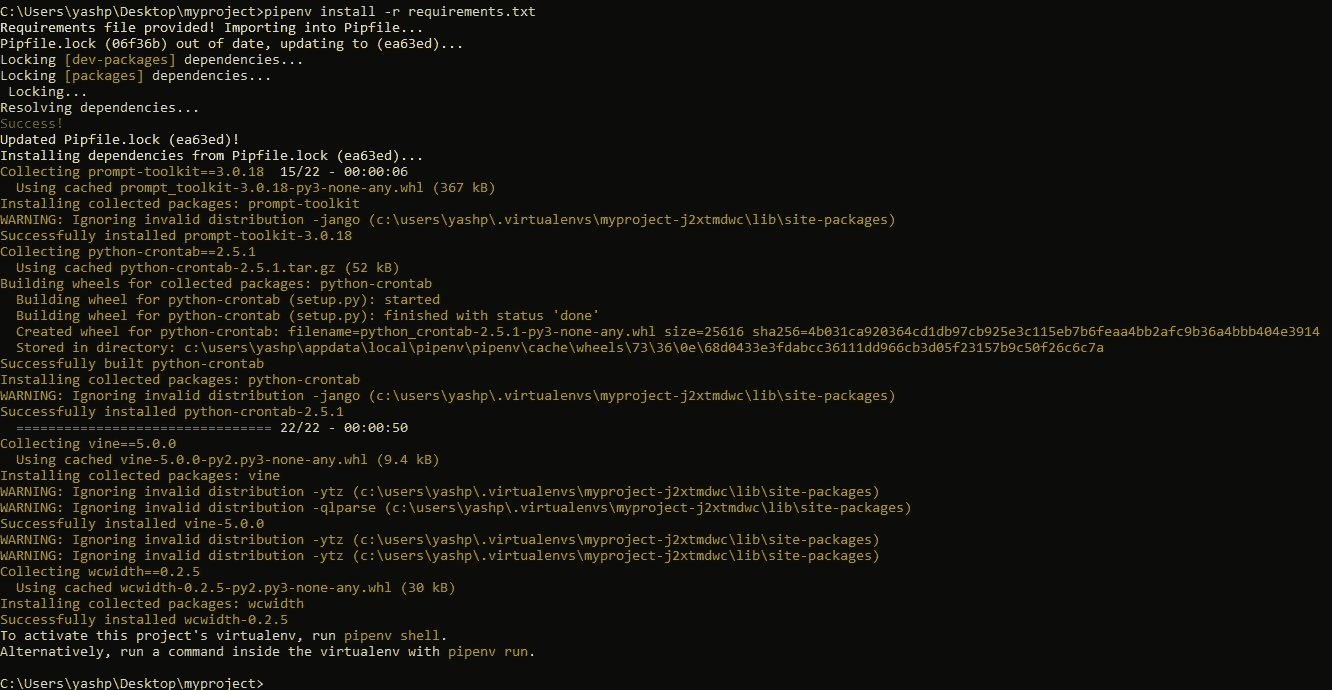 C:\Users\yashp\Desktop\myproject>pipenv install -r requirements.txt
Requirements file provided! Importing into Pipfile...
Pipfile.lock (06f36b) out of date, updating to (ea63ed)...
Locking [dev-packages] dependencies...
Locking [packages] dependencies...
 Locking...
Resolving dependencies...
Success!
Updated Pipfile.lock (ea63ed)!
Installing dependencies from Pipfile.lock (ea63ed)...
Collecting prompt-toolkit==3.0.18  15/22 - 00:00:06
  Using cached prompt_toolkit-3.0.18-py3-none-any.whl (367 kB)
Installing collected packages: prompt-toolkit
WARNING: Ignoring invalid distribution -jango (c:\users\yashp\.virtualenvs\myproject-j2xtmdwc\lib\site-packages)
Successfully installed prompt-toolkit-3.0.18
Collecting python-crontab==2.5.1
  Using cached python-crontab-2.5.1.tar.gz (52 kB)
Building wheels for collected packages: python-crontab
  Building wheel for python-crontab (setup.py): started
  Building wheel for python-crontab (setup.py): finished with status 'done'
  Created wheel for python-crontab: filename=python_crontab-2.5.1-py3-none-any.whl size=25616 sha256=4b031ca920364cd1db97cb925e3c115eb7b6feaa4bb2afc9b36a4bbb404e3914
  Stored in directory: c:\users\yashp\appdata\local\pipenv\pipenv\cache\wheels\73\36\0e\68d0433e3fdabcc36111dd966cb3d05f23157b9c50f26c6c7a
Successfully built python-crontab
Installing collected packages: python-crontab
WARNING: Ignoring invalid distribution -jango (c:\users\yashp\.virtualenvs\myproject-j2xtmdwc\lib\site-packages)
Successfully installed python-crontab-2.5.1
  ================================ 22/22 - 00:00:50
Collecting vine==5.0.0
  Using cached vine-5.0.0-py2.py3-none-any.whl (9.4 kB)
Installing collected packages: vine
WARNING: Ignoring invalid distribution -ytz (c:\users\yashp\.virtualenvs\myproject-j2xtmdwc\lib\site-packages)
WARNING: Ignoring invalid distribution -qlparse (c:\users\yashp\.virtualenvs\myproject-j2xtmdwc\lib\site-packages)
Successfully installed vine-5.0.0
WARNING: Ignoring invalid distribution -ytz (c:\users\yashp\.virtualenvs\myproject-j2xtmdwc\lib\site-packages)
WARNING: Ignoring invalid distribution -ytz (c:\users\yashp\.virtualenvs\myproject-j2xtmdwc\lib\site-packages)
Collecting wcwidth==0.2.5
  Using cached wcwidth-0.2.5-py2.py3-none-any.whl (30 kB)
Installing collected packages: wcwidth
Successfully installed wcwidth-0.2.5
To activate this project's virtualenv, run pipenv shell.
Alternatively, run a command inside the virtualenv with pipenv run.
C:\Users\yashp\Desktop\myproject>